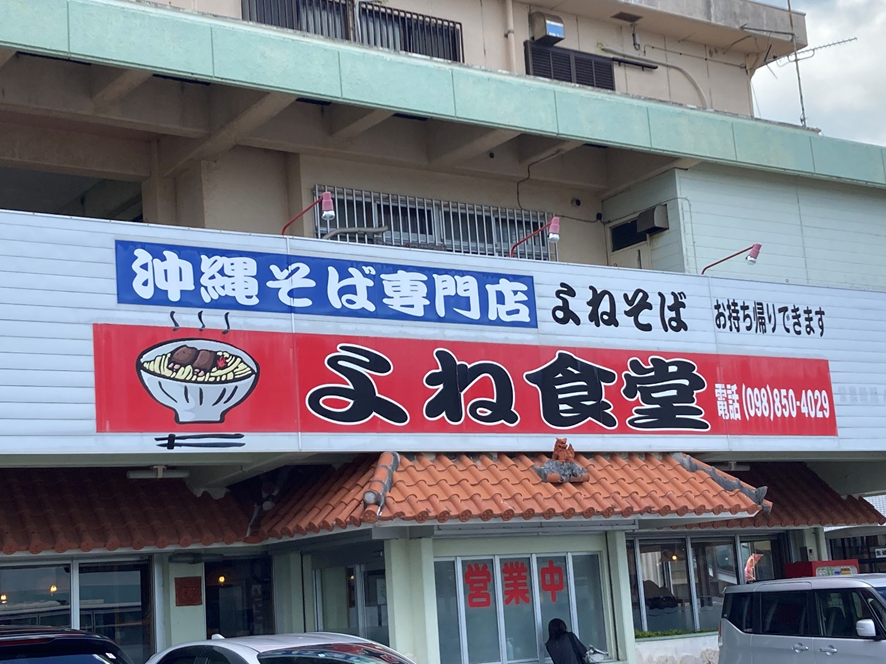 沖縄そば専門店
よねそば
お持ち帰りできます
よね食堂
電話 (098)850-4029
営業中